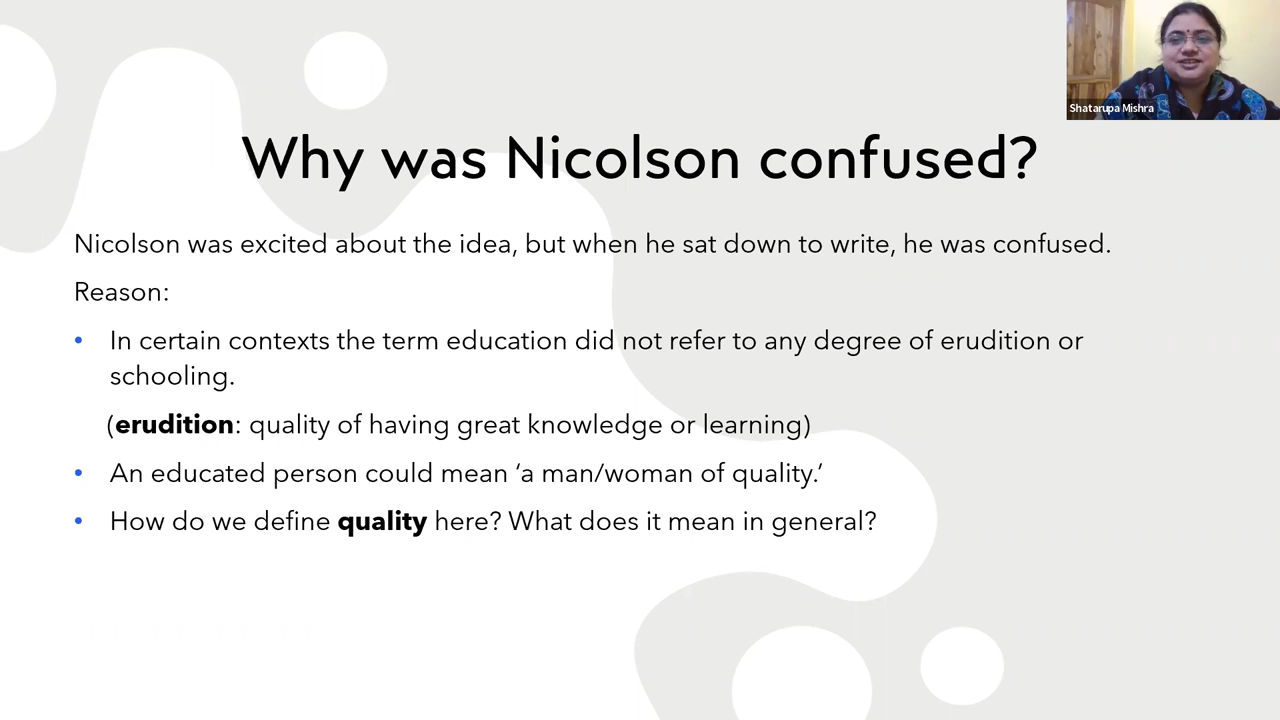 Shatarupa Mishra
Why was Nicolson confused?
Nicolson was excited about the idea, but when he sat down to write, he was confused.
Reason:
• In certain contexts the term education did not refer to any degree of erudition or
schooling.
(erudition: quality of having great knowledge or learning)
• An educated person could mean ‘a man/woman of quality.’
• How do we define quality here? What does it mean in general?